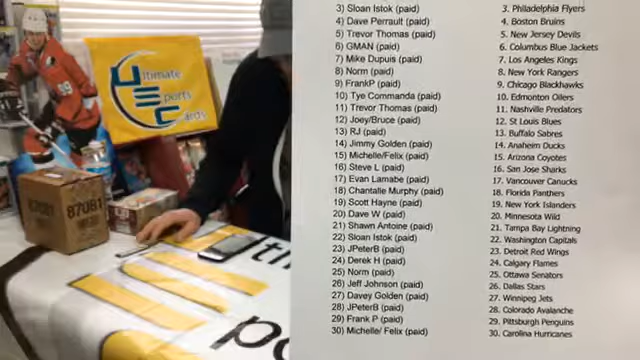 Ultimate
Sports
Cards
87081
87081
3) Sloan Istok (paid)
4) Dave Perrault (paid)
5) Trevor Thomas (paid)
6) GMAN (paid)
7) Mike Dupuis (paid)
8) Norm (paid)
9) FrankP (paid)
10) Tye Commanda (paid)
11) Trevor Thomas (paid)
12) Joey/Bruce (paid)
13) RJ (paid)
14) Jimmy Golden (paid)
15) Michelle/Felix (paid)
16) Steve L (paid)
17) Evan Lamabe (paid)
18) Chantalle Murphy (paid)
19) Scott Hayne (paid)
20) Dave W (paid)
21) Shawn Antoine (paid)
22) Sloan Istok (paid)
23) JPeterB (paid)
24) Derek H (paid)
25) Norm (paid)
26) Jeff Johnson (paid)
27) Davey Golden (paid)
28) JPeterB (paid)
29) Frank P (paid)
30) Michelle/ Felix (paid)
3. Philadelphia Flyers
4. Boston Bruins
5. New Jersey Devils
6. Columbus Blue Jackets
7. Los Angeles Kings
8. New York Rangers
9. Chicago Blackhawks
10. Edmonton Oilers
11. Nashville Predators
12. St Louis Blues
13. Buffalo Sabres
14. Anaheim Ducks
15. Arizona Coyotes
16. San Jose Sharks
17. Vancouver Canucks
18. Florida Panthers
19. New York Islanders
20. Minnesota Wild
21. Tampa Bay Lightning
22. Washington Capitals
23. Detroit Red Wings
24. Calgary Flames
25. Ottawa Senators
26. Dallas Stars
27. Winnipeg Jets
28. Colorado Avalanche
29. Pittsburgh Penguins
30. Carolina Hurricanes